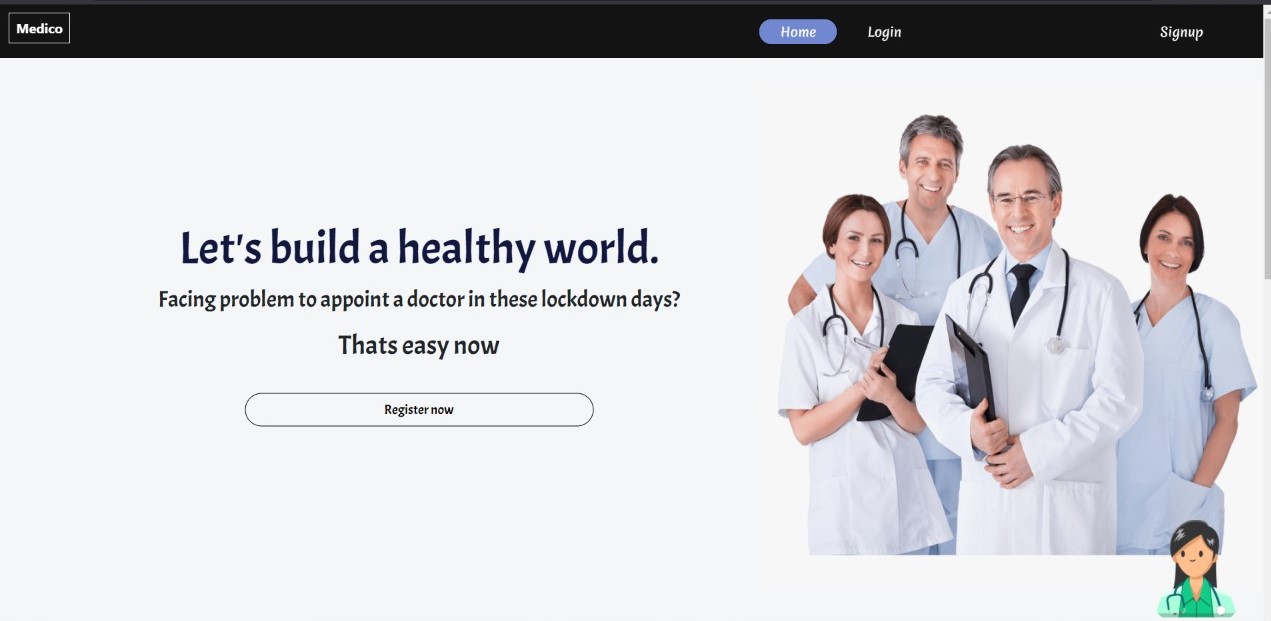 Medico
Home
Login
Signup
Let's build a healthy world.
Facing problem to appoint a doctor in these lockdown days?
Thats easy now
Register now